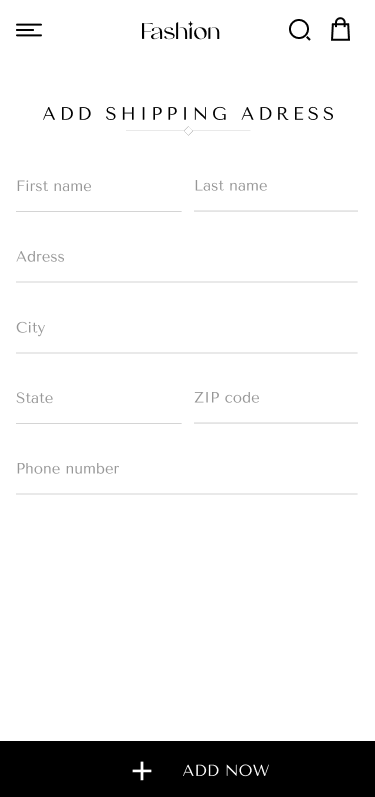 Fashion
ADD SHIPPING ADRESS
First name Last name
Adress
City
State ZIP code
Phone number
ADD NOW